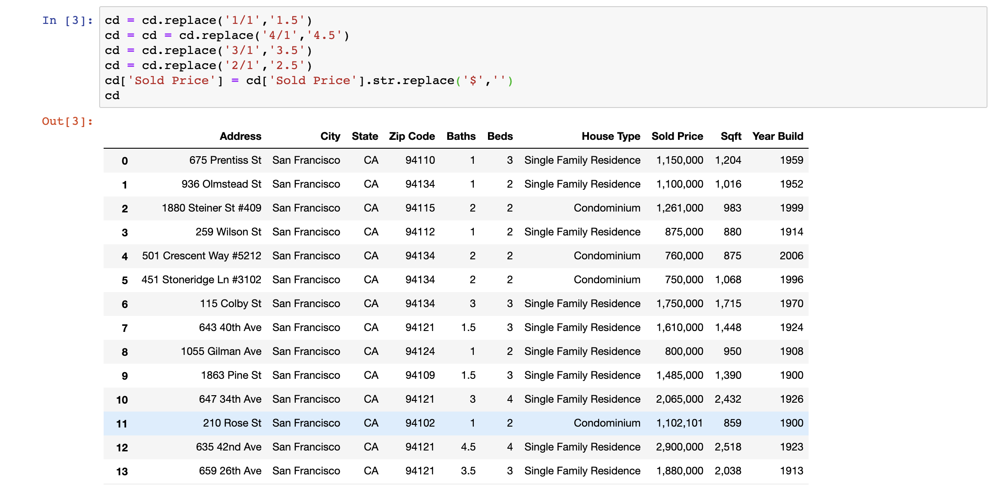 In [3]: cd = cd.replace('1/1','1.5')
cd = cd = cd.replace('4/1','4.5')
cd = cd.replace('3/1','3.5')
cd = cd.replace('2/1','2.5')
cd['Sold Price'] = cd['Sold Price'].str.replace('$','')
cd
Out[3]:
Address City State Zip Code Baths Beds House Type Sold Price Sqft Year Build
0 675 Prentiss St San Francisco CA 94110 1 3 Single Family Residence 1,150,000 1,204 1959
1 936 Olmstead St San Francisco CA 94134 1 2 Single Family Residence 1,100,000 1,016 1952
2 1880 Steiner St #409 San Francisco CA 94115 2 2 Condominium 1,261,000 983 1999
3 259 Wilson St San Francisco CA 94112 1 2 Single Family Residence 875,000 880 1914
4 501 Crescent Way #5212 San Francisco CA 94134 2 2 Condominium 760,000 875 2006
5 451 Stoneridge Ln #3102 San Francisco CA 94134 2 2 Condominium 750,000 1,068 1996
6 115 Colby St San Francisco CA 94134 3 3 Single Family Residence 1,750,000 1,715 1970
7 643 40th Ave San Francisco CA 94121 1.5 3 Single Family Residence 1,610,000 1,448 1924
8 1055 Gilman Ave San Francisco CA 94124 1 2 Single Family Residence 800,000 950 1908
9 1863 Pine St San Francisco CA 94109 1.5 3 Single Family Residence 1,485,000 1,390 1900
10 647 34th Ave San Francisco CA 94121 3 4 Single Family Residence 2,065,000 2,432 1926
11 210 Rose St San Francisco CA 94102 1 2 Condominium 1,102,101 859 1900
12 635 42nd Ave San Francisco CA 94121 4.5 4 Single Family Residence 2,900,000 2,518 1923
13 659 26th Ave San Francisco CA 94121 3.5 3 Single Family Residence 1,880,000 2,038 1913